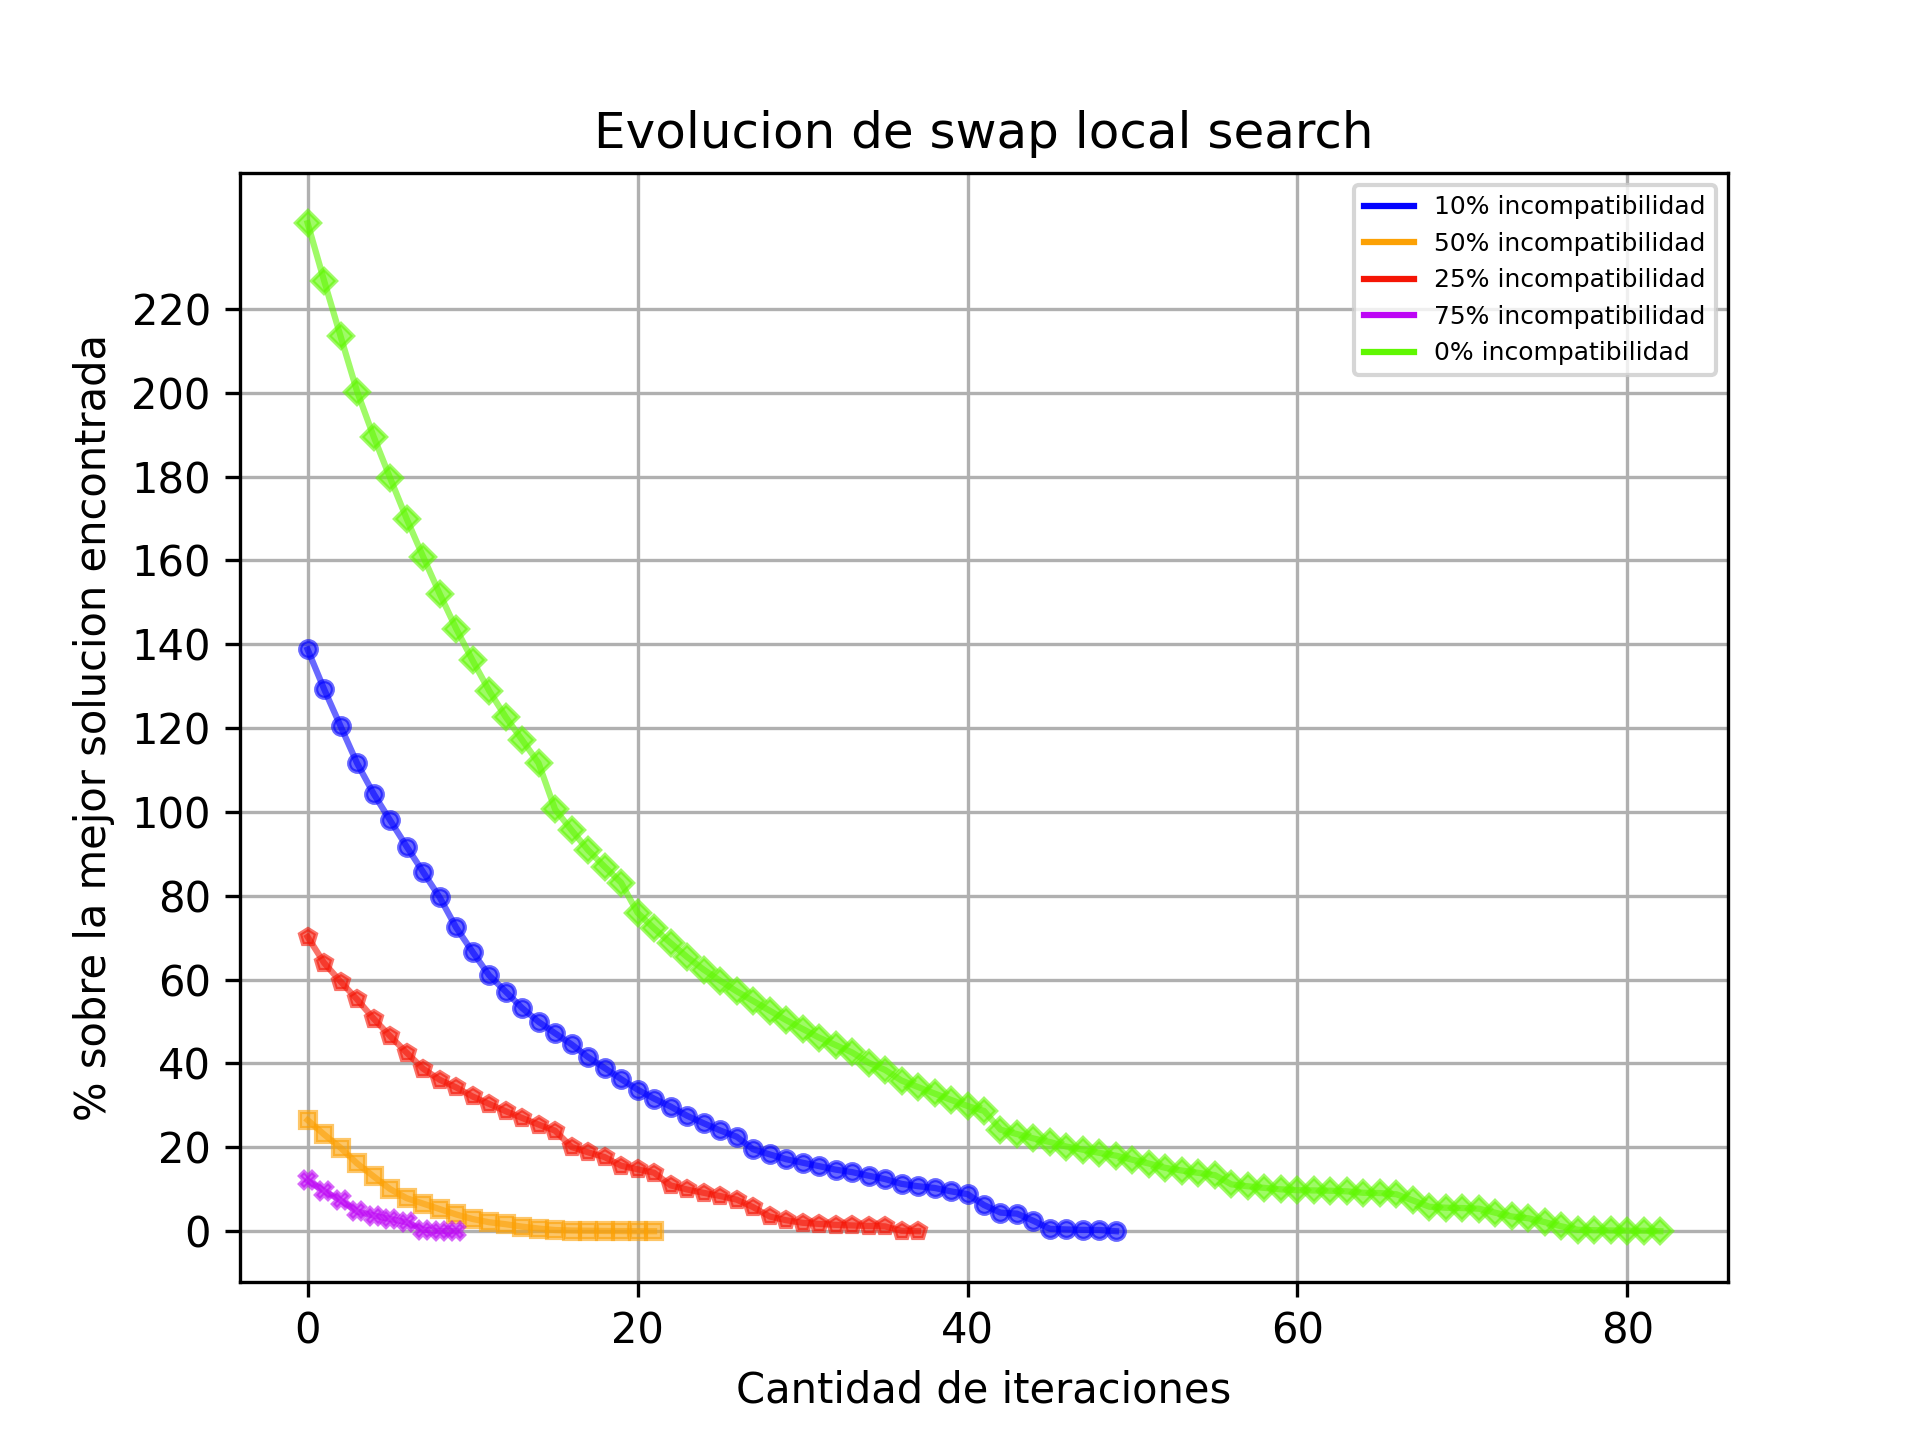 Evolucion de swap local search
10% incompatibilidad
50% incompatibilidad
25% incompatibilidad
75% incompatibilidad
0% incompatibilidad
% sobre la mejor solucion encontrada
220
200
180
160
140
120
100
80
60
40
20
0
0 20 40 60 80
Cantidad de iteraciones